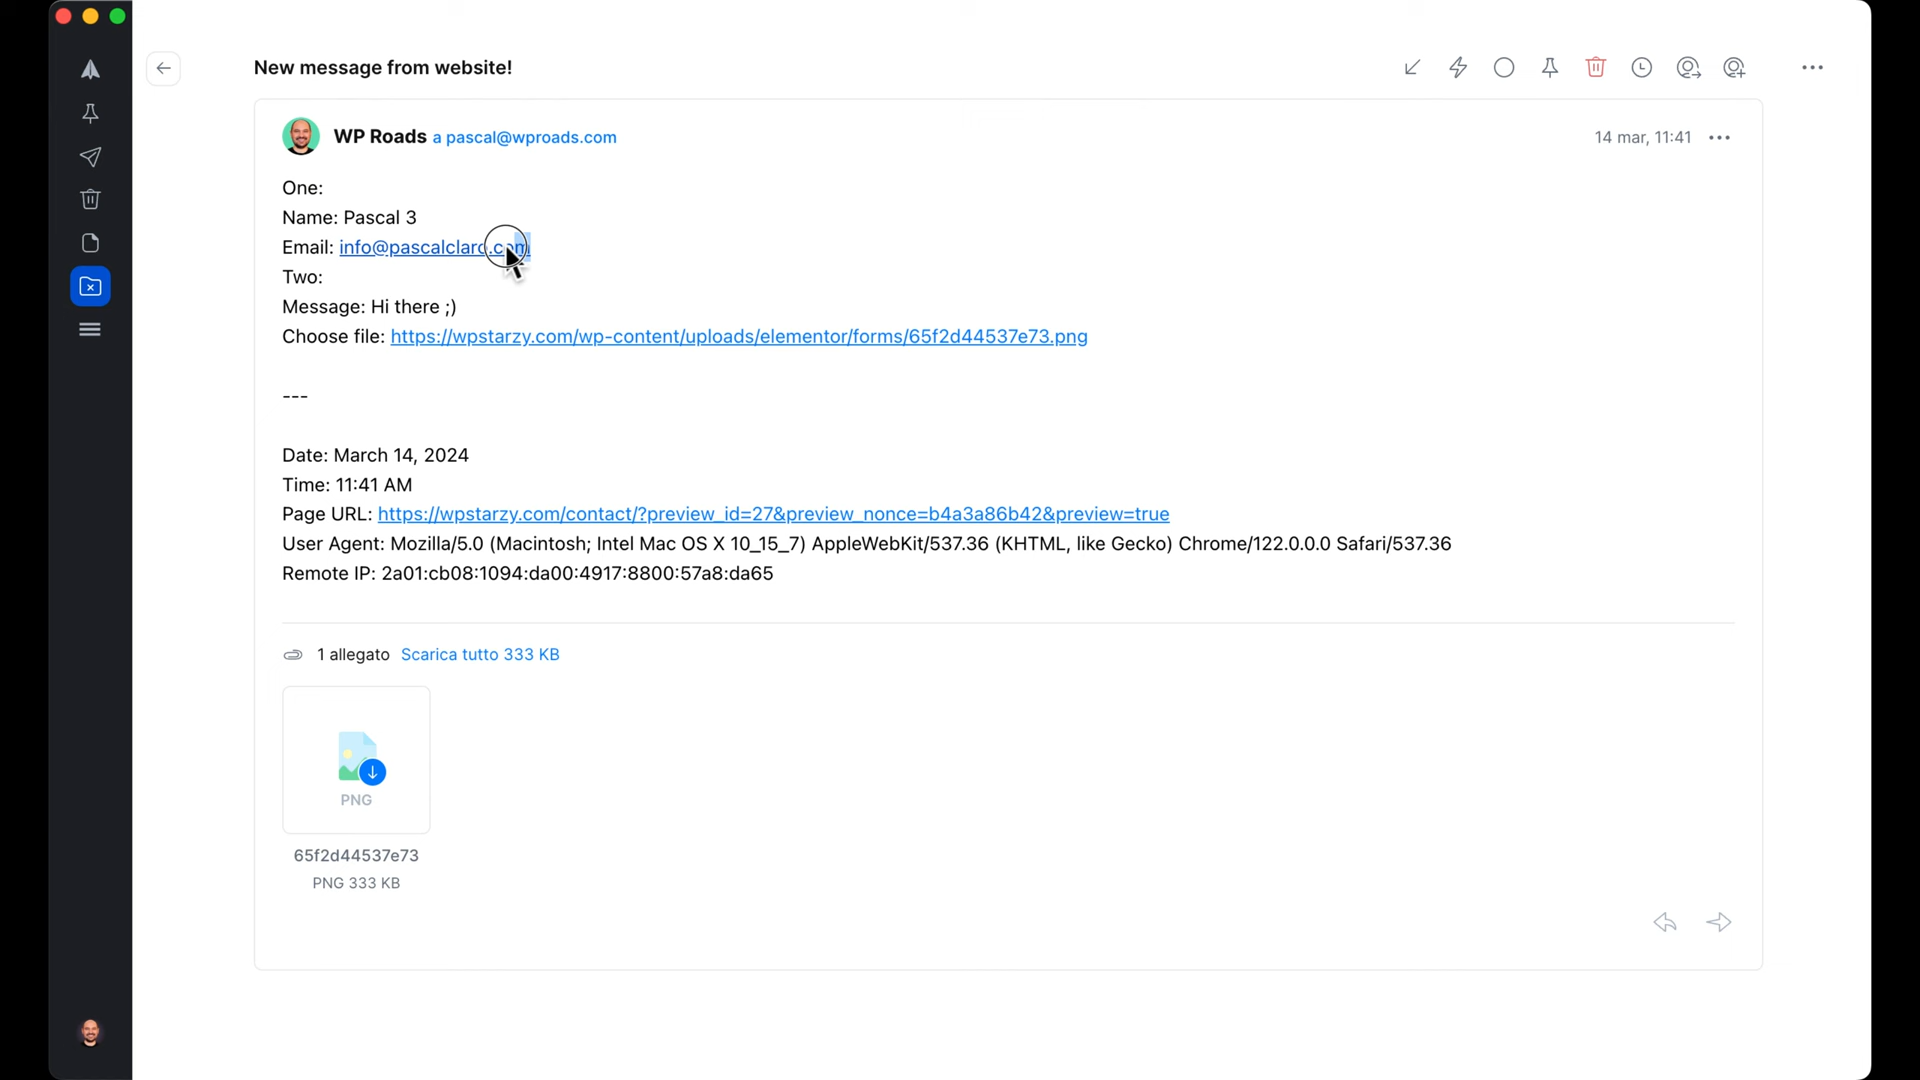 New message from website!
WP Roads a pascal@wproads.com
14 mar, 11:41
One:
Name: Pascal 3
Email: info@pascalclaro.com
Two:
Message: Hi there ;)
Choose file: https://wpstarzy.com/wp-content/uploads/elementor/forms/65f2d44537e73.png
---
Date: March 14, 2024
Time: 11:41 AM
Page URL: https://wpstarzy.com/contact/?preview_id=27&preview_nonce=b4a3a86b42&preview=true
User Agent: Mozilla/5.0 (Macintosh; Intel Mac OS X 10_15_7) AppleWebKit/537.36 (KHTML, like Gecko) Chrome/122.0.0.0 Safari/537.36
Remote IP: 2a01:cb08:1094:da00:4917:8800:57a8:da65
1 allegato Scarica tutto 333 KB
PNG
65f2d44537e73
PNG 333 KB